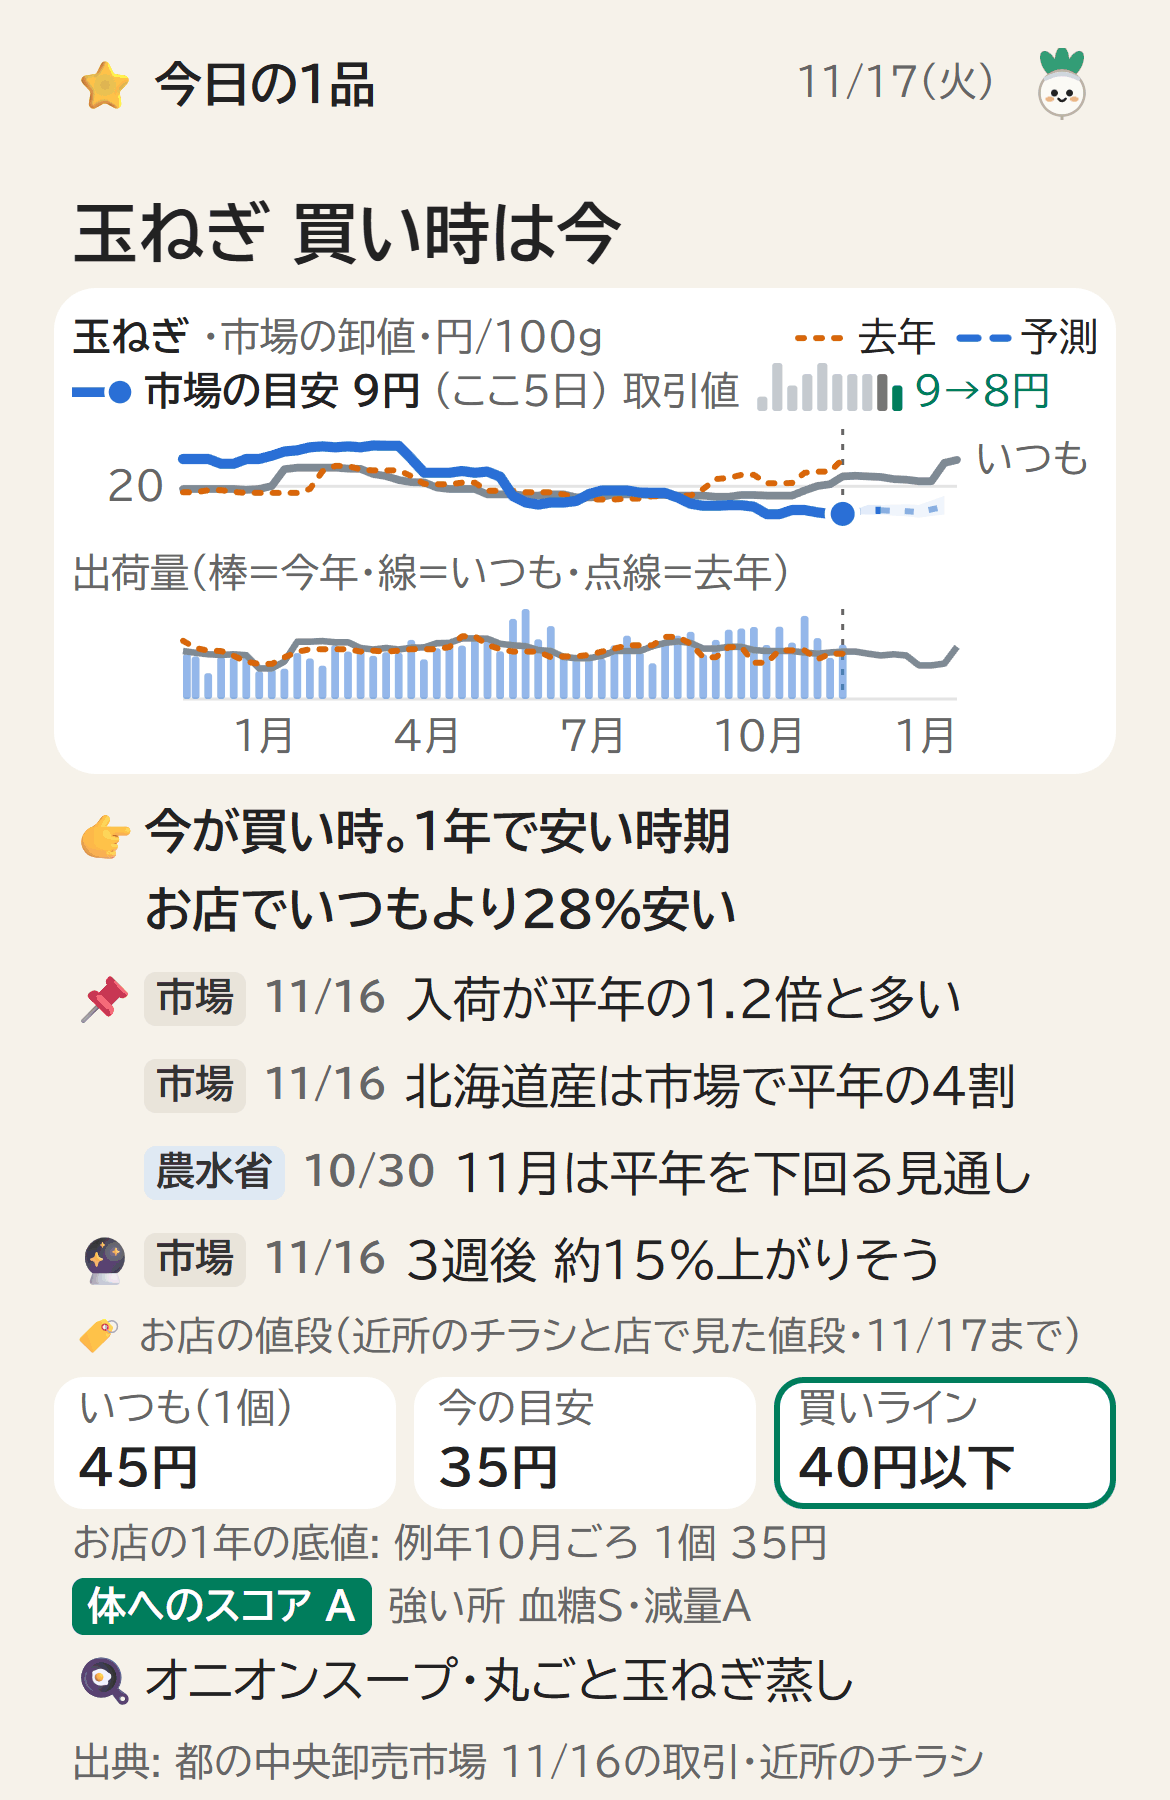 今日の1品 11/17(火)
玉ねぎ 買い時は今
玉ねぎ ・市場の卸値・円/100g 去年 予測
市場の目安 9円 (ここ5日) 取引値 9→8円
いつも
20
出荷量(棒=今年・線=いつも・点線=去年)
1月 4月 7月 10月 1月
今が買い時。1年で安い時期
お店でいつもより28%安い
市場 11/16 入荷が平年の1.2倍と多い
市場 11/16 北海道産は市場で平年の4割
農水省 10/30 11月は平年を下回る見通し
市場 11/16 3週後 約15%上がりそう
お店の値段(近所のチラシと店で見た値段・11/17まで)
いつも(1個) 今の目安 買いライン
45円 35円 40円以下
お店の1年の底値: 例年10月ごろ 1個 35円
体へのスコア A 強い所 血糖S・減量A
オニオンスープ・丸ごと玉ねぎ蒸し
出典: 都の中央卸売市場 11/16の取引・近所のチラシ